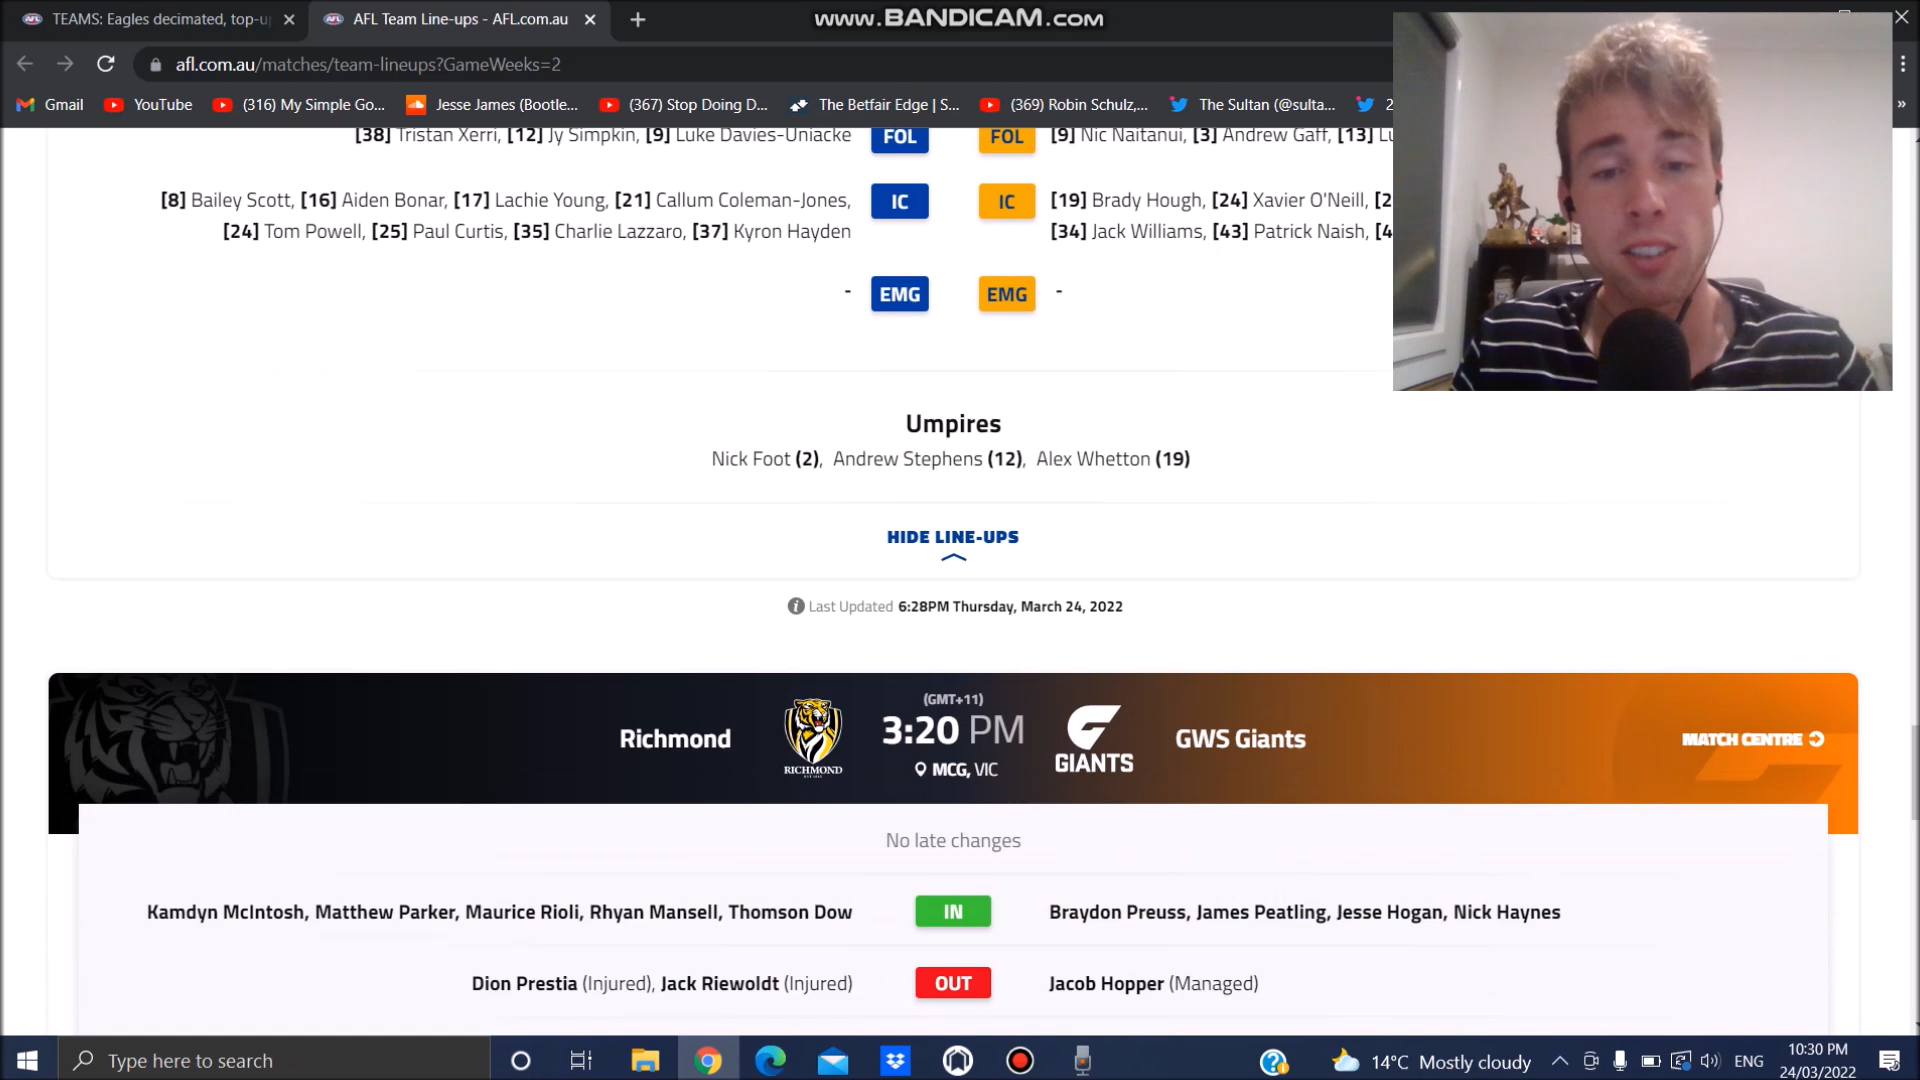 TEAMS: Eagles decimated, top-u
AFL Team Line-ups - AFL.com.au
www.BANDICAM.com
afl.com.au/matches/team-lineups?GameWeeks=2
Gmail
YouTube
(316) My Simple Go...
Jesse James (Bootle...
(367) Stop Doing D...
The Betfair Edge | S...
(369) Robin Schulz,...
The Sultan (@sulta...
2
»
[38] Tristan Xerri, [12] Jy Simpkin, [9] Luke Davies-Uniacke
FOL
FOL
[9] Nic Naitanui, [3] Andrew Gaff, [13] Lu
[8] Bailey Scott, [16] Aiden Bonar, [17] Lachie Young, [21] Callum Coleman-Jones,
[24] Tom Powell, [25] Paul Curtis, [35] Charlie Lazzaro, [37] Kyron Hayden
IC
IC
[19] Brady Hough, [24] Xavier O'Neill, [2
[34] Jack Williams, [43] Patrick Naish, [4
-
EMG
EMG
-
Umpires
Nick Foot (2), Andrew Stephens (12), Alex Whetton (19)
HIDE LINE-UPS
Last Updated 6:28PM Thursday, March 24, 2022
Richmond
RICHMOND
(GMT+11)
3:20 PM
MCG, VIC
GIANTS
GWS Giants
MATCH CENTRE
No late changes
Kamdyn McIntosh, Matthew Parker, Maurice Rioli, Rhyan Mansell, Thomson Dow
IN
Braydon Preuss, James Peatling, Jesse Hogan, Nick Haynes
Dion Prestia (Injured), Jack Riewoldt (Injured)
OUT
Jacob Hopper (Managed)
Type here to search
14°C Mostly cloudy
ENG
10:30 PM
24/03/2022